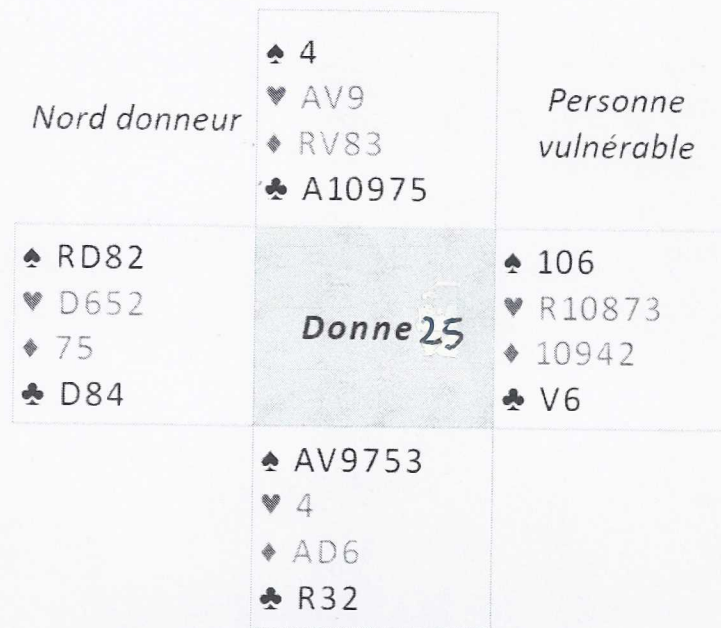 ♠ 4
♥ AV9
♦ RV83
♣ A10975
Nord donneur
Personne
vulnérable
♠ RD82
♥ D652
♦ 75
♣ D84
Donne 25
♠ 106
♥ R10873
♦ 10942
♣ V6
♠ AV9753
♥ 4
♦ AD6
♣ R32